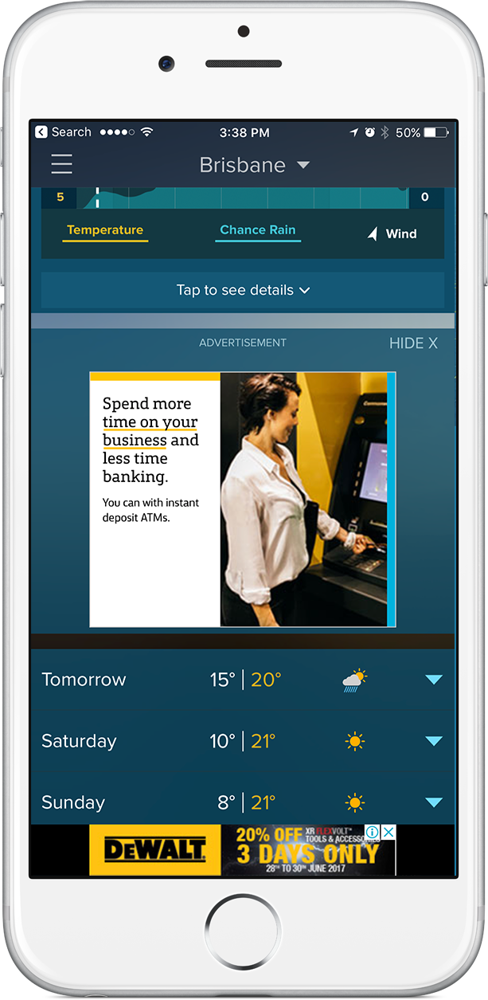 Search 3:38 PM 50%
Brisbane
5 0
Temperature Chance Rain Wind
Tap to see details
ADVERTISEMENT HIDE X
Spend more
time on your
business and
less time
banking.
You can with instant
deposit ATMs.
Tomorrow 15° | 20°
Saturday 10° | 21°
Sunday 8° | 21°
DEWALT
20% OFF XR FLEXVOLT™
TOOLS & ACCESSORIES
3 DAYS ONLY
28TH TO 30TH JUNE 2017